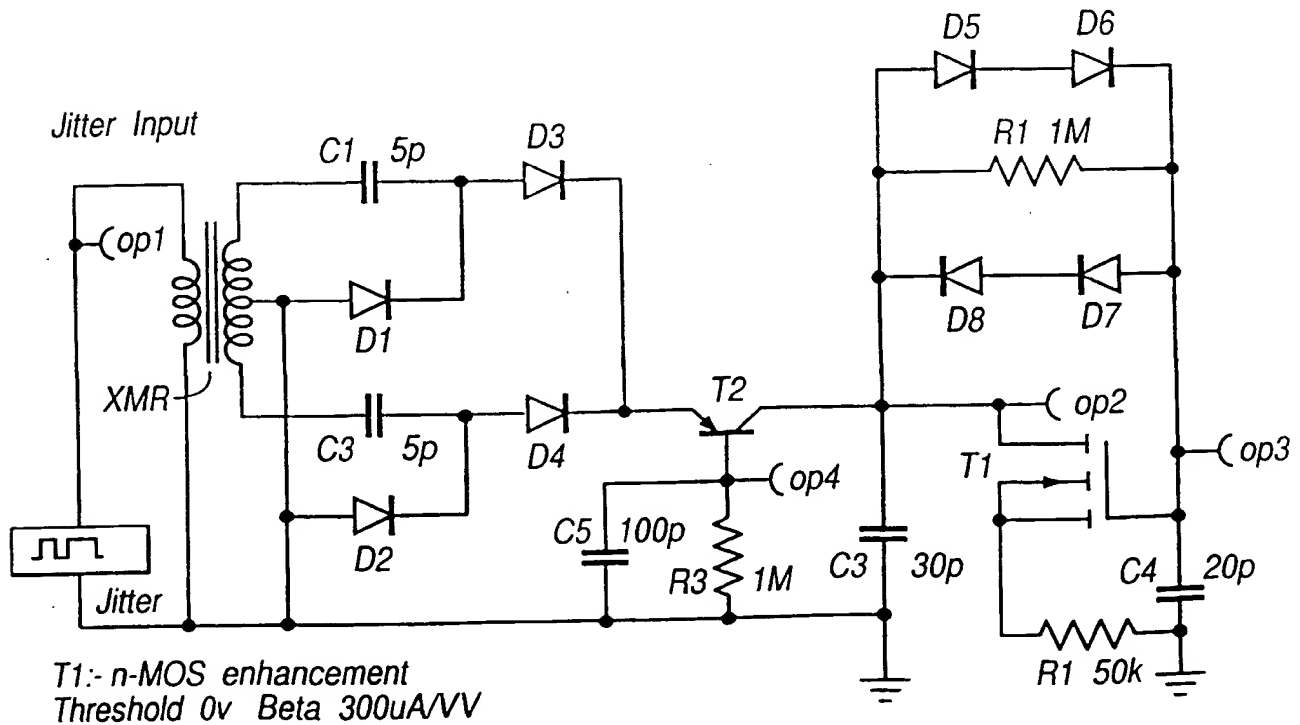 D5
D6
Jitter Input
C1
5p
D3
R1 1M
op1
D1
D8
D7
XMR
T2
op2
C3
5p
D4
T1
op3
op4
D2
C5
100p
R3
1M
C3
30p
C4
20p
Jitter
R1 50k
T1:- n-MOS enhancement
Threshold 0v Beta 300uA/VV